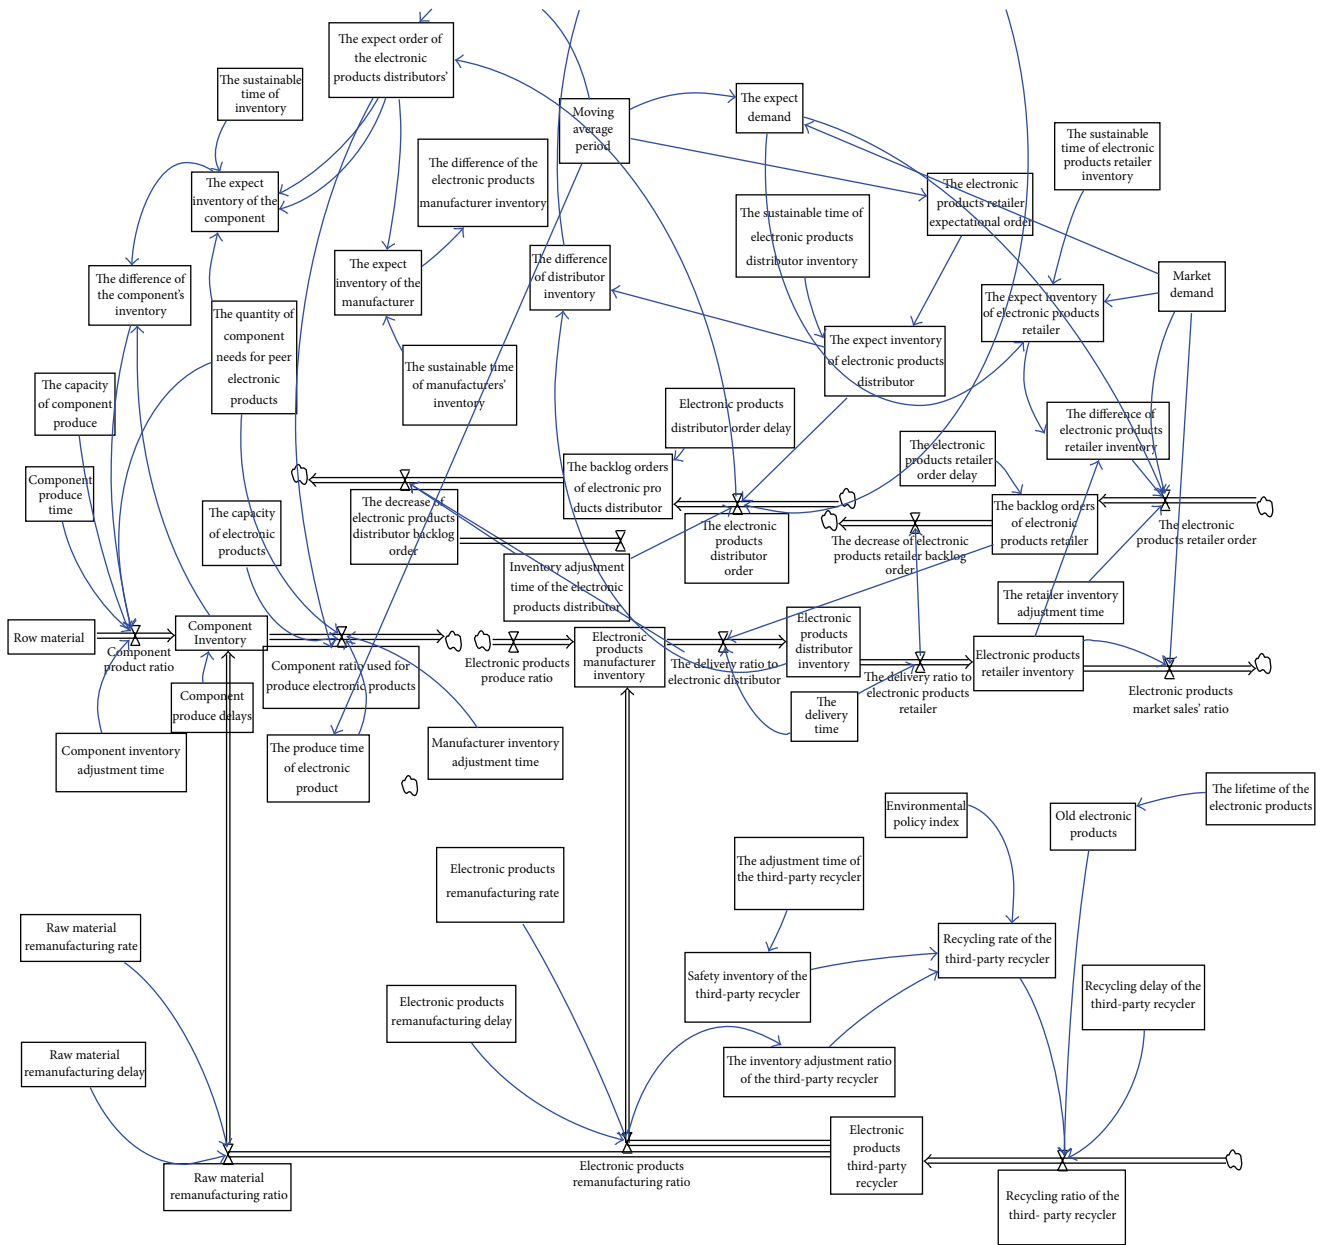 The expect order of
the electronic
products distributors'
The sustainable
time of
inventory
Moving
average
period
The expect
demand
The sustainable
time of electronic
products retailer
inventory
The difference of the
electronic products
manufacturer inventory
The expect
inventory of the
component
The electronic
products retailer
expectational order
The sustainable time of
electronic products
distributor inventory
The expect
inventory of the
manufacturer
The difference
of distributor
inventory
Market
demand
The difference of
the component's
inventory
The expect inventory
of electronic products
retailer
The quantity of
component
needs for peer
electronic
products
The expect inventory
of electronic products
distributor
The sustainable time
of manufacturers'
inventory
The capacity
of component
produce
Electronic products
distributor order delay
The difference of
electronic products
retailer inventory
The electronic
products retailer
order delay
The backlog orders
of electronic pro
ducts distributor
Component
produce
time
The decrease of
electronic products
distributor backlog
order
The capacity
of electronic
products
The electronic
products
distributor
order
The decrease of electronic
products retailer backlog
order
The backlog orders
of electronic
products retailer
The electronic
products retailer order
Inventory adjustment
time of the electronic
products distributor
The retailer inventory
adjustment time
Row material
Component
product ratio
Component
Inventory
Component ratio used for
produce electronic products
Electronic products
produce ratio
Electronic
products
manufacturer
inventory
The delivery ratio to
electronic distributor
Electronic
products
distributor
inventory
The delivery ratio to
electronic products
retailer
Electronic products
retailer inventory
Electronic products
market sales' ratio
Component
produce delays
The
delivery
time
Component inventory
adjustment time
The produce time
of electronic
product
Manufacturer inventory
adjustment time
Environmental
policy index
Old electronic
products
The lifetime of the
electronic products
Electronic products
remanufacturing rate
The adjustment time of
the third-party recycler
Raw material
remanufacturing rate
Recycling rate of the
third-party recycler
Safety inventory of the
third-party recycler
Recycling delay of the
third-party recycler
Electronic products
remanufacturing delay
Raw material
remanufacturing delay
The inventory adjustment ratio
of the third-party recycler
Electronic
products
third-party
recycler
Raw material
remanufacturing ratio
Electronic products
remanufacturing ratio
Recycling ratio of the
third- party recycler